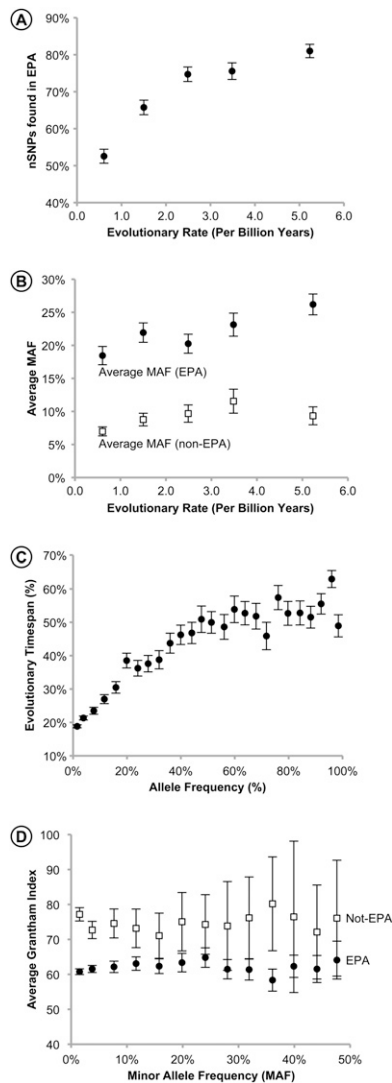 A
90%
80%
70%
60%
50%
40%
nSNPs found in EPA
0.0 1.0 2.0 3.0 4.0 5.0 6.0
Evolutionary Rate (Per Billion Years)
B
30%
25%
20%
15%
10%
5%
0%
Average MAF
Average MAF (EPA)
Average MAF (non-EPA)
0.0 1.0 2.0 3.0 4.0 5.0 6.0
Evolutionary Rate (Per Billion Years)
C
70%
60%
50%
40%
30%
20%
10%
Evolutionary Timespan (%)
0% 20% 40% 60% 80% 100%
Allele Frequency (%)
D
100
90
80
70
60
50
40
Average Grantham Index
Not-EPA
EPA
0% 10% 20% 30% 40% 50%
Minor Allele Frequency (MAF)